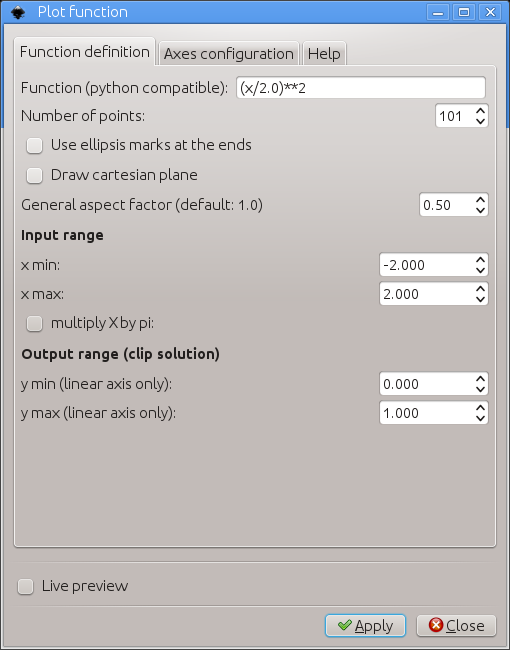 Plot function
Function definition Axes configuration Help
Function (python compatible): (x/2.0)**2
Number of points: 101
Use ellipsis marks at the ends
Draw cartesian plane
General aspect factor (default: 1.0) 0.50
Input range
x min: -2.000
x max: 2.000
multiply X by pi:
Output range (clip solution)
y min (linear axis only): 0.000
y max (linear axis only): 1.000
Live preview
Apply Close